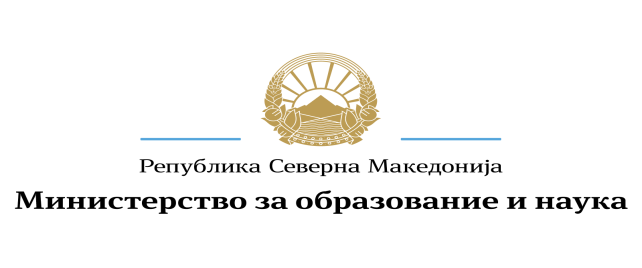 Република Северна Македонија
Министерство за образование и наука